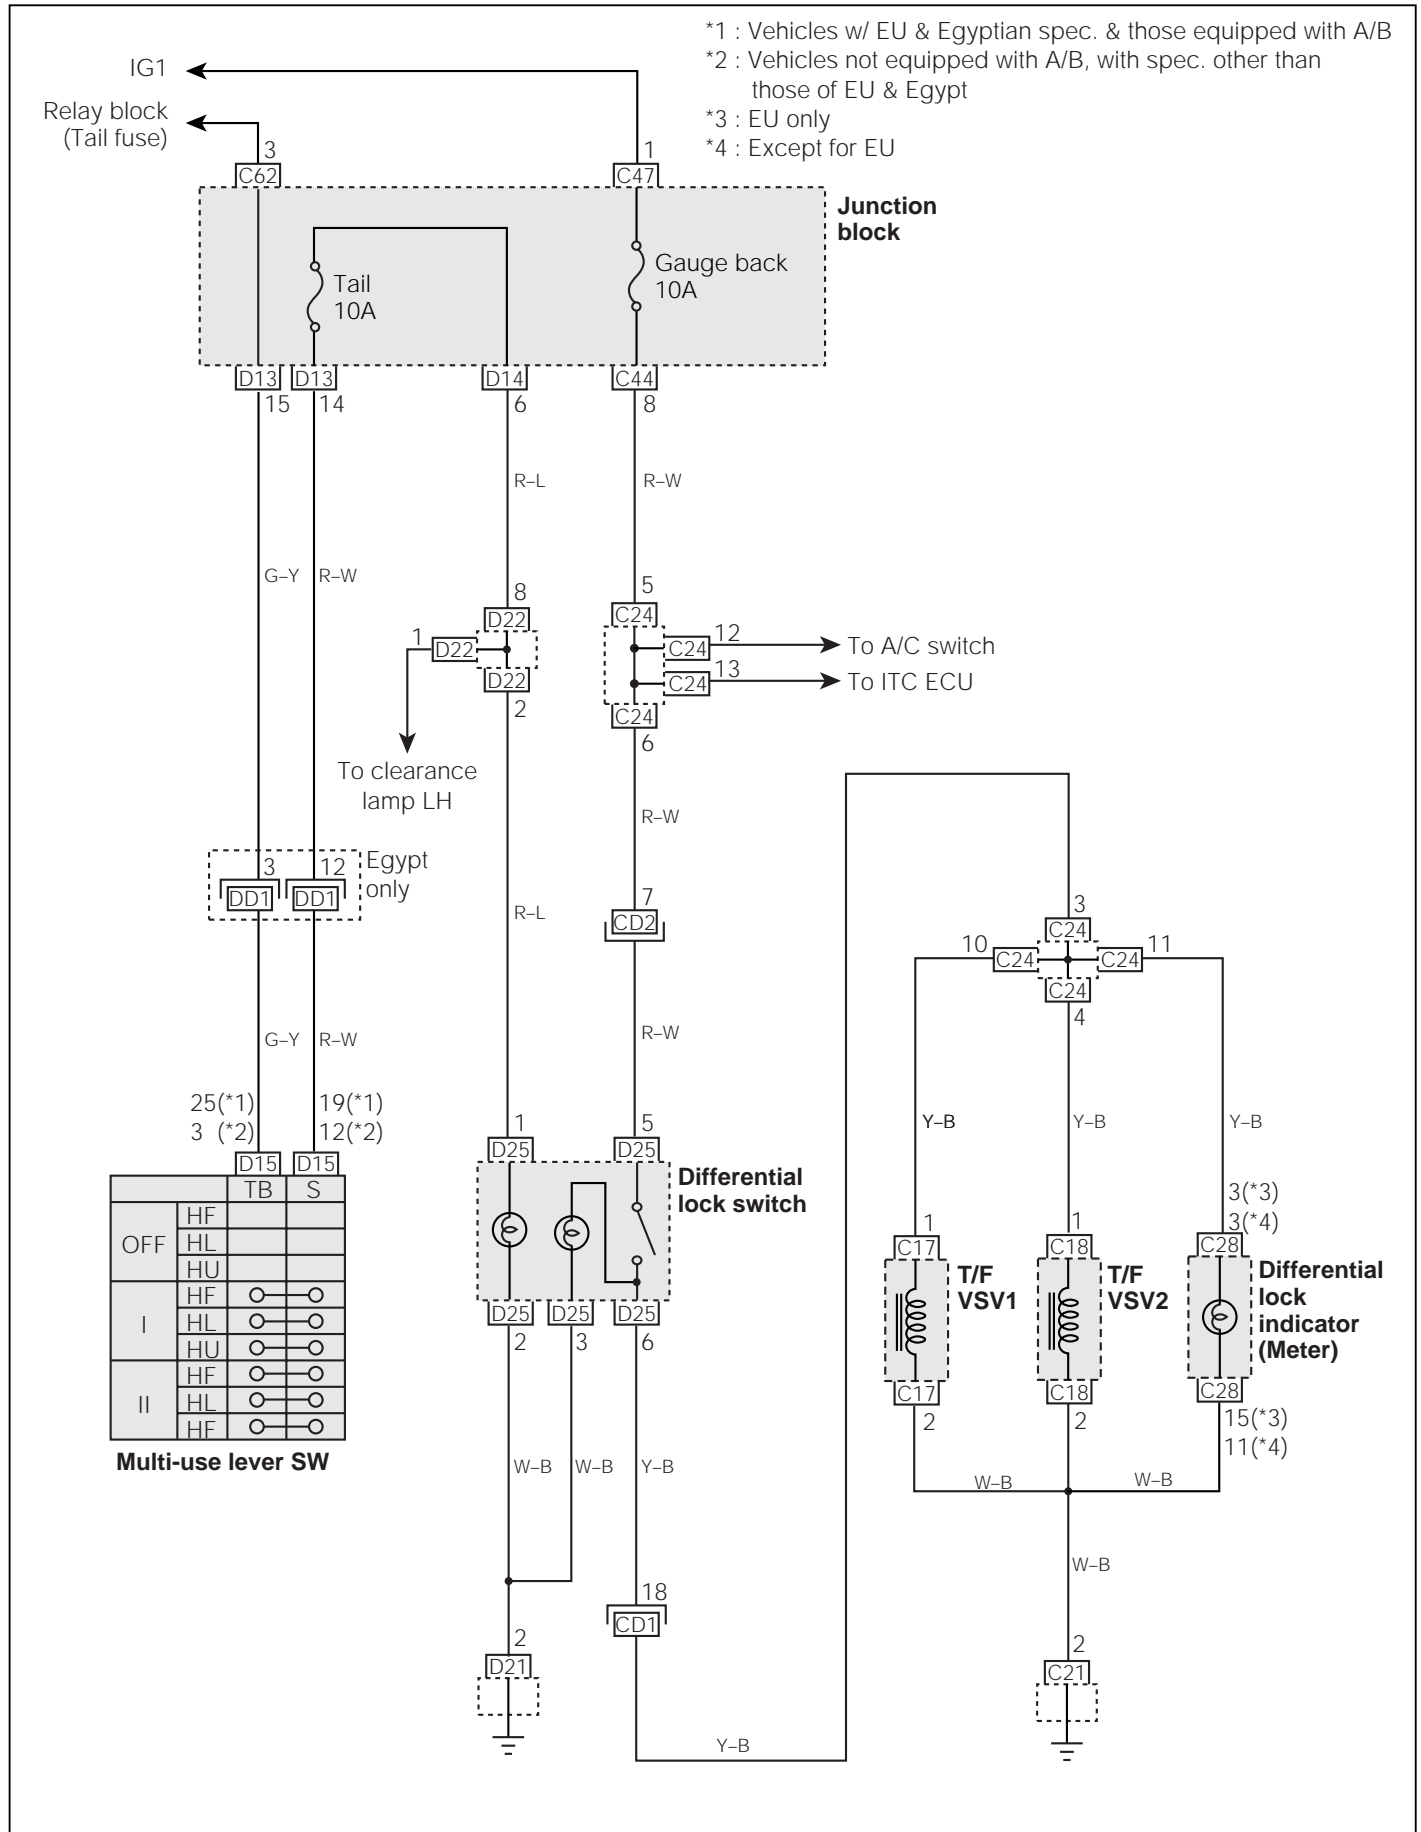 *1 : Vehicles w/ EU & Egyptian spec. & those equipped with A/B
*2 : Vehicles not equipped with A/B, with spec. other than
those of EU & Egypt
*3 : EU only
*4 : Except for EU
IG1
Relay block
(Tail fuse)
3
1
C62
C47
Junction
block
Tail
10A
Gauge back
10A
D13
D13
D14
C44
15
14
6
8
R–L
R–W
G–Y
R–W
8
5
D22
C24
1
D22
12
C24
To A/C switch
13
C24
To ITC ECU
D22
C24
2
6
To clearance
lamp LH
R–W
3
12
Egypt
only
DD1
DD1
7
CD2
R–L
3
C24
10
C24
C24
11
C24
4
G–Y
R–W
R–W
25(*1)
3 (*2)
19(*1)
12(*2)
1
5
Y–B
Y–B
Y–B
D15
D15
D25
D25
Differential
lock switch
TB
S
OFF
HF
HL
HU
I
HF
HL
HU
II
HF
HL
HF
Multi-use lever SW
3(*3)
3(*4)
1
1
C17
C18
C28
T/F
VSV1
T/F
VSV2
Differential
lock
indicator
(Meter)
D25
D25
D25
2
3
6
C17
C18
C28
2
2
15(*3)
11(*4)
W–B
W–B
Y–B
W–B
W–B
W–B
18
CD1
2
D21
2
C21
Y–B